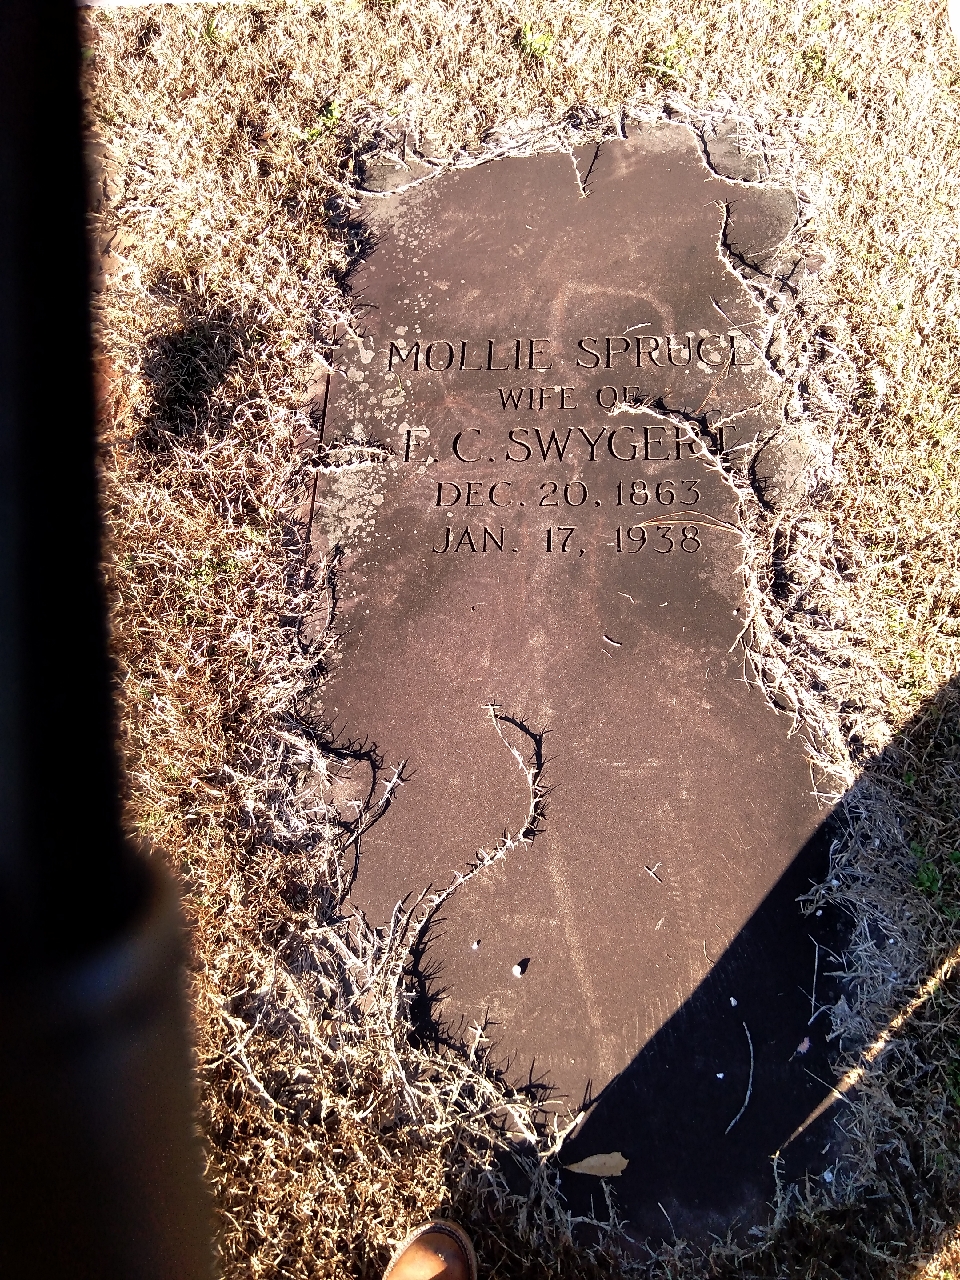 MOLLIE SPRUCE
WIFE OF
E. C. SWYGERT
DEC. 20, 1863
JAN. 17, 1938